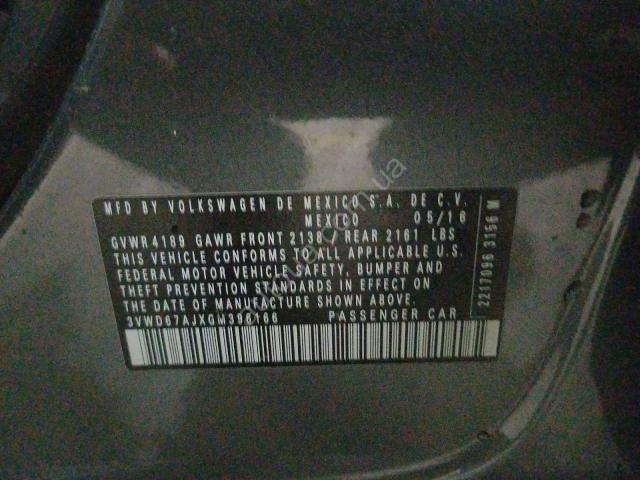 MFD BY VOLKSWAGEN DE MEXICO S.A. DE C.V.
MEXICO 05/16
GVWR 4189 GAWR FRONT 2138 REAR 2161 LBS
THIS VEHICLE CONFORMS TO ALL APPLICABLE U.S.
FEDERAL MOTOR VEHICLE SAFETY, BUMPER AND
THEFT PREVENTION STANDARDS IN EFFECT ON
THE DATE OF MANUFACTURE SHOWN ABOVE.
3VWD67AJXGM396166 PASSENGER CAR
2217096 3156 M